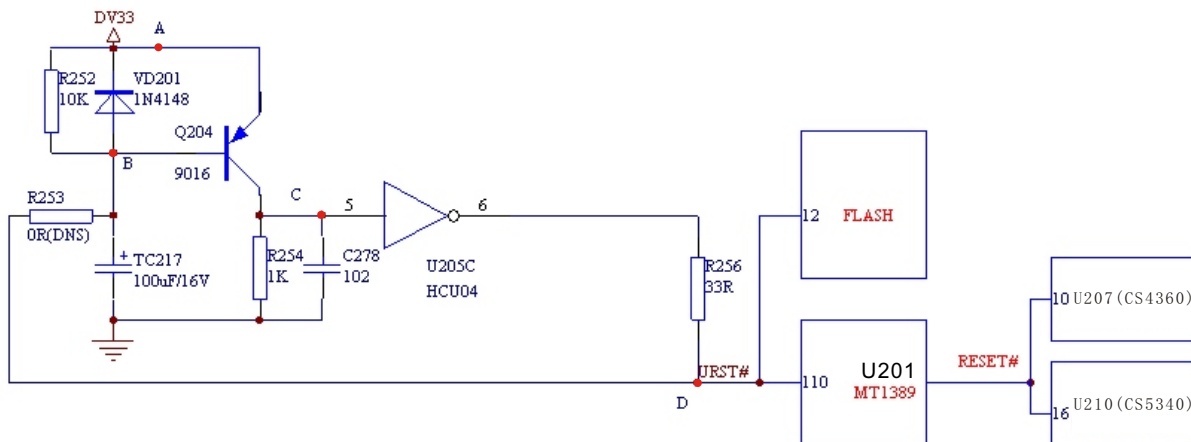 DV33
A
R252
10K
VD201
1N4148
Q204
9016
B
R253
0R(DNS)
TC217
100uF/16V
C
R254
1K
C278
102
5
6
U205C
HCU04
R256
33R
12
FLASH
URST#
D
110
U201
MT1389
RESET#
10
U207(CS4360)
16
U210(CS5340)